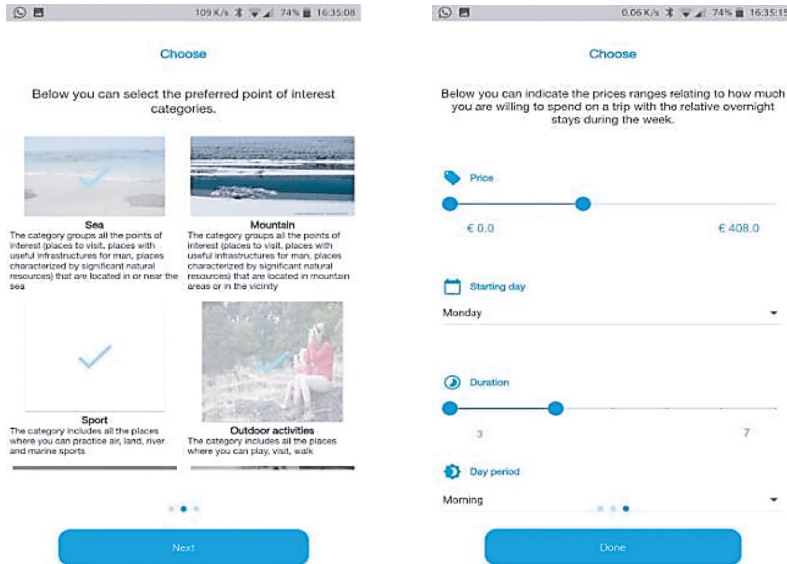 109 K/s 74% 16:35:08
Choose
Below you can select the preferred point of interest
categories.
Sea
The category groups all the points of
interest (places to visit, places with
useful infrastructures for man, places
characterized by significant natural
resources) that are located in or near the
sea
Mountain
The category groups all the points of
interest (places to visit, places with
useful infrastructures for man, places
characterized by significant natural
resources) that are located in mountain
areas or in the vicinity
Sport
The category includes all the places
where you can practice air, land, river
and marine sports
Outdoor activities
The category includes all the places
where you can play, visit, walk
Next
0.06 K/s 74% 16:35:15
Choose
Below you can indicate the prices ranges relating to how much
you are willing to spend on a trip with the relative overnight
stays during the week.
Price
€ 0.0 € 408.0
Starting day
Monday
Duration
3 7
Day period
Morning
Done